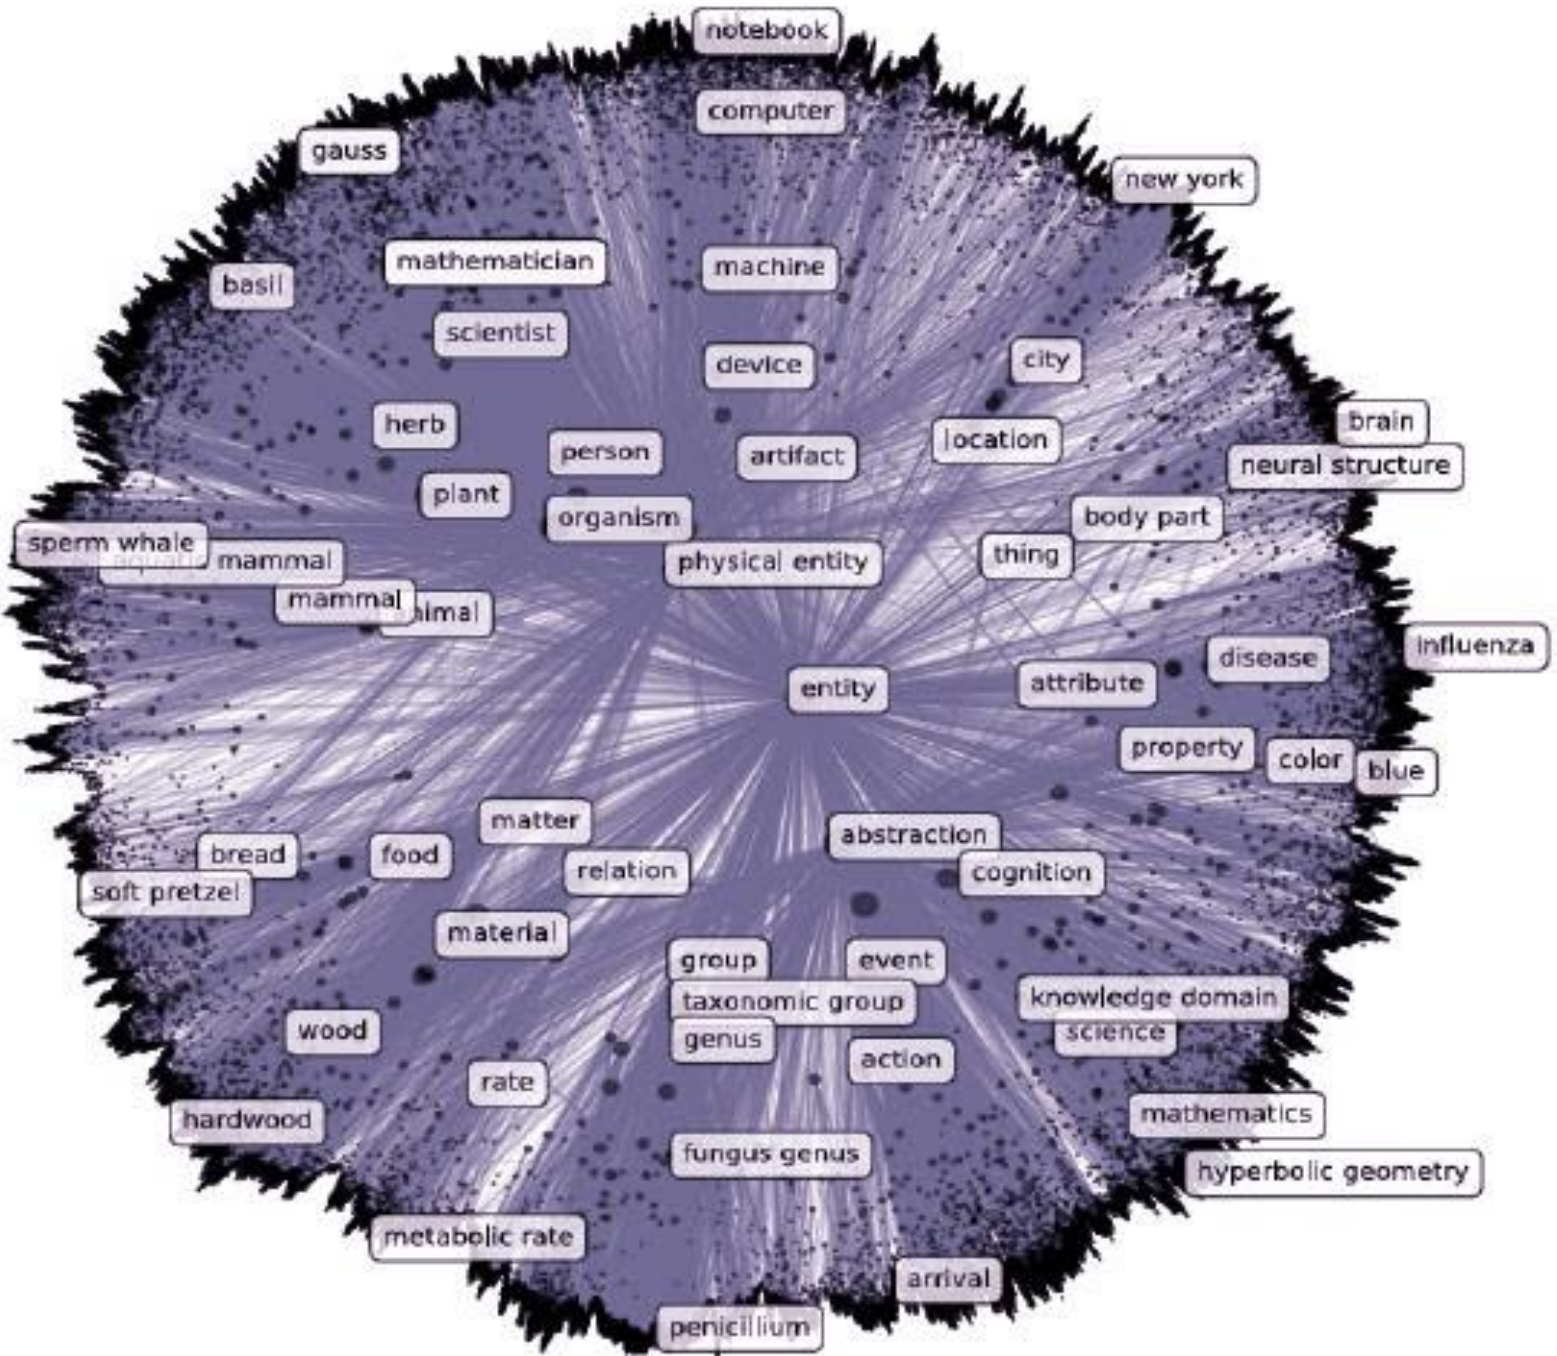 notebook
computer
gauss
new york
mathematician
machine
basil
scientist
device
city
herb
brain
person
artifact
location
neural structure
plant
organism
body part
sperm whale
mammal
physical entity
thing
mammal
influenza
disease
entity
attribute
property
color
blue
matter
abstraction
bread
food
relation
cognition
soft pretzel
material
group
event
taxonomic group
knowledge domain
wood
genus
science
action
rate
hardwood
mathematics
fungus genus
hyperbolic geometry
metabolic rate
arrival
penicillium